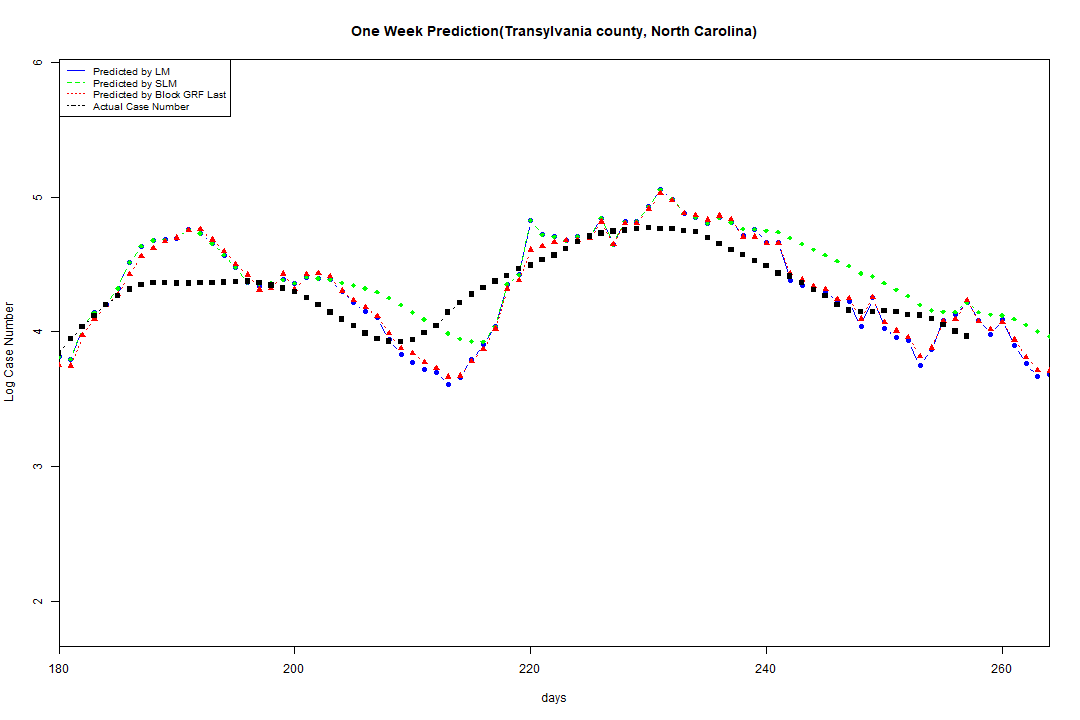 One Week Prediction(Transylvania county, North Carolina)
6
Predicted by LM
Predicted by SLM
Predicted by Block GRF Last
Actual Case Number
5
4
3
2
Log Case Number
180
200
220
240
260
days